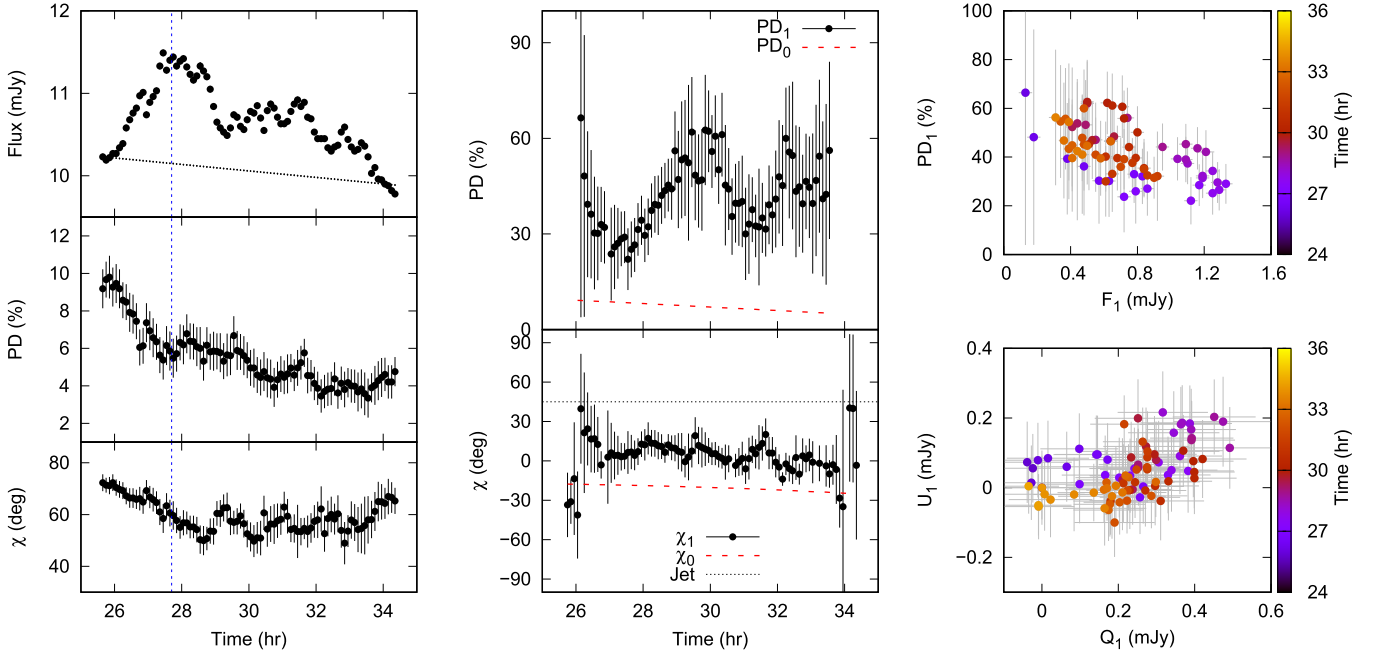 12
11
10
Flux (mJy)
12
10
8
6
4
2
PD (%)
80
60
40
χ (deg)
26 28 30 32 34
Time (hr)
90
60
30
0
PD (%)
PD₁
PD₀
90
60
30
0
−30
−60
−90
χ (deg)
χ₁
χ₀
Jet
26 28 30 32 34
Time (hr)
100
80
60
40
20
0
PD₁ (%)
0 0.4 0.8 1.2 1.6
F₁ (mJy)
36
33
30
27
24
Time (hr)
0.4
0.2
0
−0.2
U₁ (mJy)
0 0.2 0.4 0.6
Q₁ (mJy)
36
33
30
27
24
Time (hr)